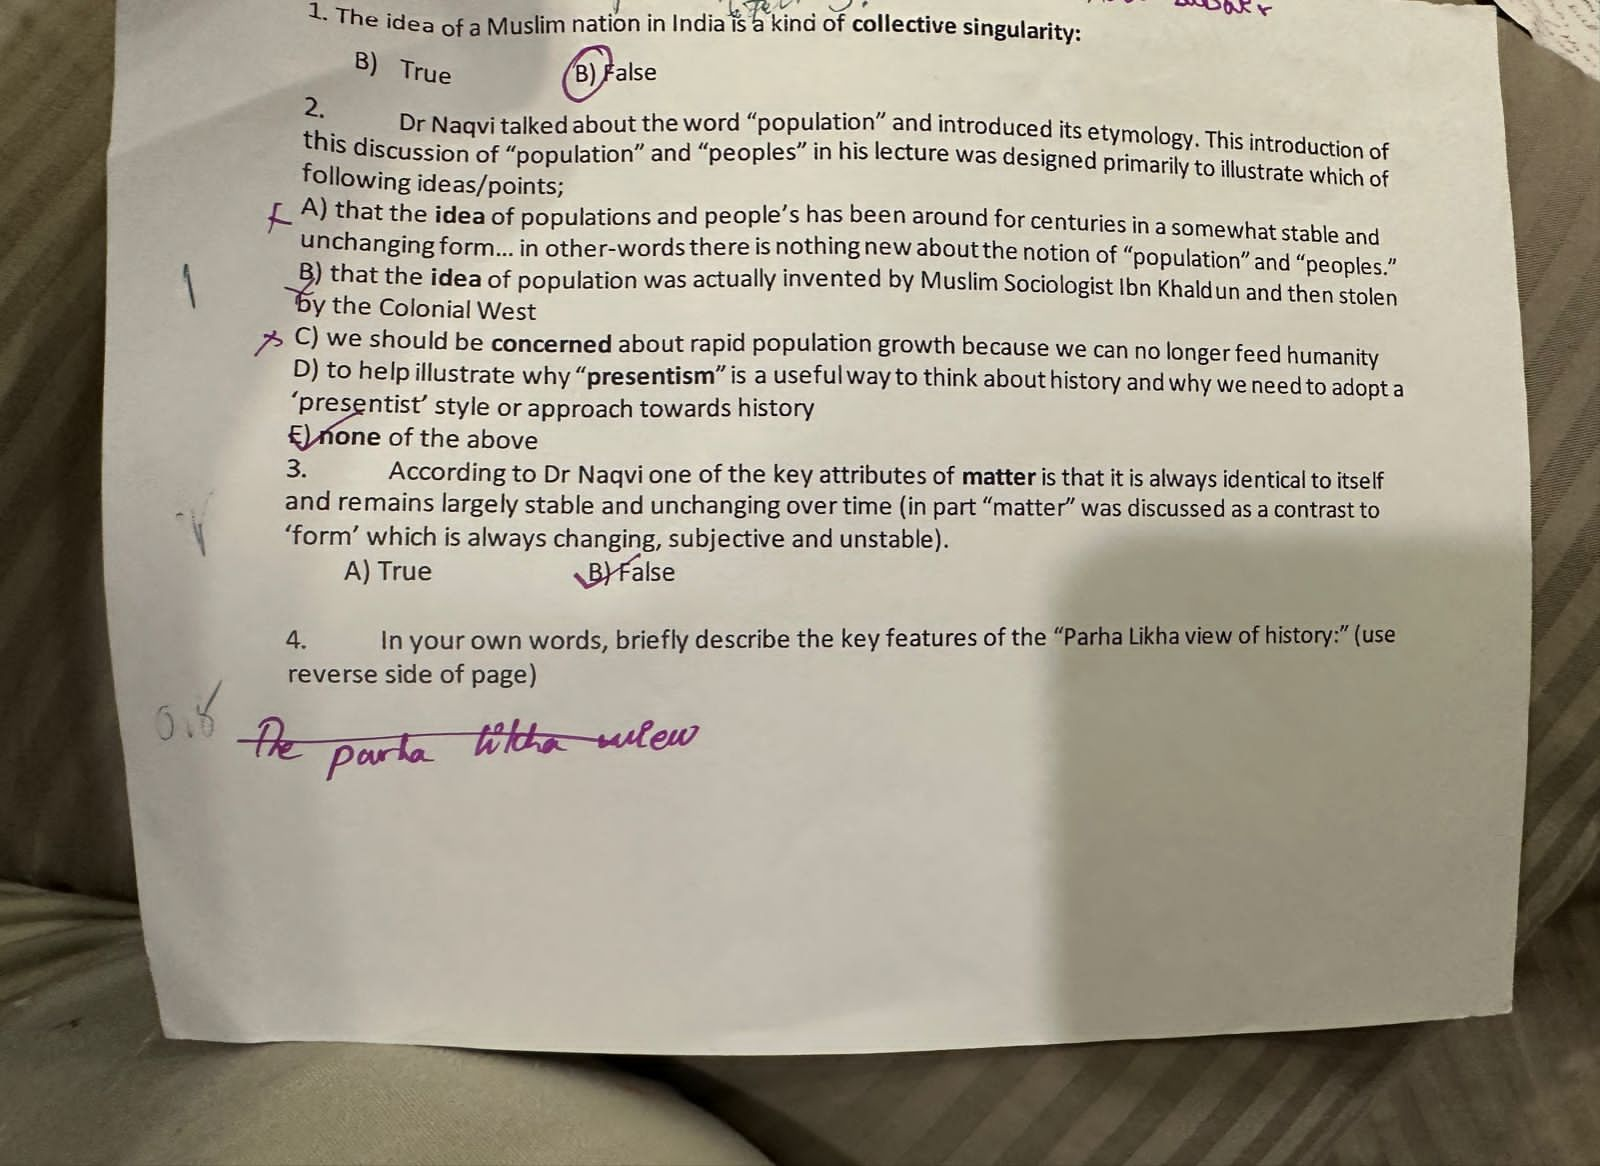 1. The idea of a Muslim nation in India is a kind of collective singularity:
B) True B) False
2. Dr Naqvi talked about the word “population” and introduced its etymology. This introduction of
this discussion of “population” and “peoples” in his lecture was designed primarily to illustrate which of
following ideas/points;
A) that the idea of populations and people’s has been around for centuries in a somewhat stable and
unchanging form... in other-words there is nothing new about the notion of “population” and “peoples.”
B) that the idea of population was actually invented by Muslim Sociologist Ibn Khaldun and then stolen
1
by the Colonial West
C) we should be concerned about rapid population growth because we can no longer feed humanity
D) to help illustrate why “presentism” is a useful way to think about history and why we need to adopt a
‘presentist’ style or approach towards history
E) none of the above
3. According to Dr Naqvi one of the key attributes of matter is that it is always identical to itself
and remains largely stable and unchanging over time (in part “matter” was discussed as a contrast to
‘form’ which is always changing, subjective and unstable).
A) True B) False
4. In your own words, briefly describe the key features of the “Parha Likha view of history:” (use
reverse side of page)
The parha likha view